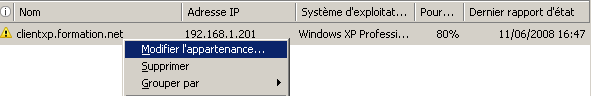 Nom Adresse IP Système d'exploitat... Pour... Dernier rapport d'état
clientxp.formation.net 192.168.1.201 Windows XP Professi... 80% 11/06/2008 16:47
Modifier l'appartenance...
Supprimer
Grouper par